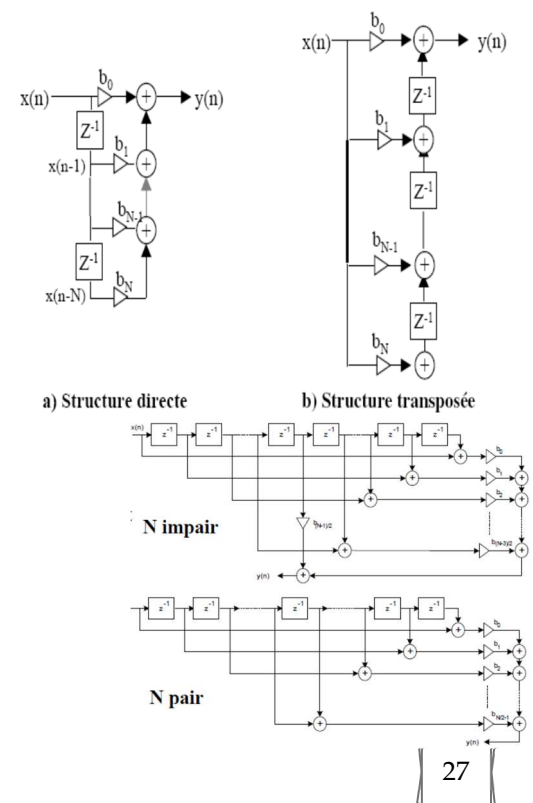 x(n) b0 + y(n)
Z-1
x(n-1) b1 +
bN-1 +
Z-1
x(n-N) bN
x(n) b0 + y(n)
Z-1
b1 +
Z-1
bN-1 +
Z-1
bN +
a) Structure directe
b) Structure transposée
x(n) z-1 z-1 z-1 z-1 z-1 z-1
+ b0
+ b1 +
+ b2 +
N impair
b(N-1)/2
+ b(N-3)/2 +
y(n) +
z-1 z-1 z-1 z-1 z-1
+ b0
+ b1 +
+ b2 +
N pair
+ bN/2-1 +
y(n)
27